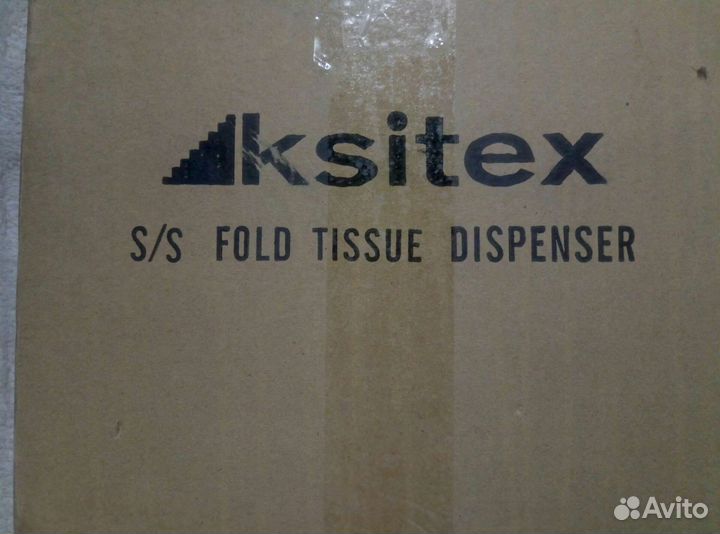 ksitex
S/S FOLD TISSUE DISPENSER
Avito